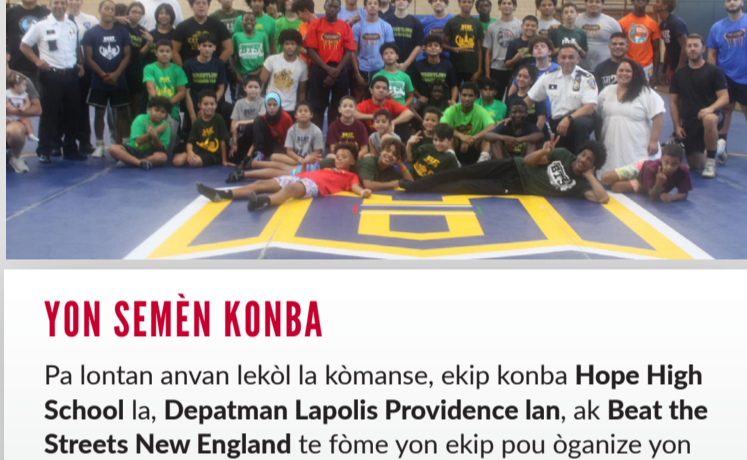 YON SEMÈN KONBA
Pa lontan anvan lekòl la kòmanse, ekip konba Hope High
School la, Depatman Lapolis Providence lan, ak Beat the
Streets New England te fòme yon ekip pou òganize yon